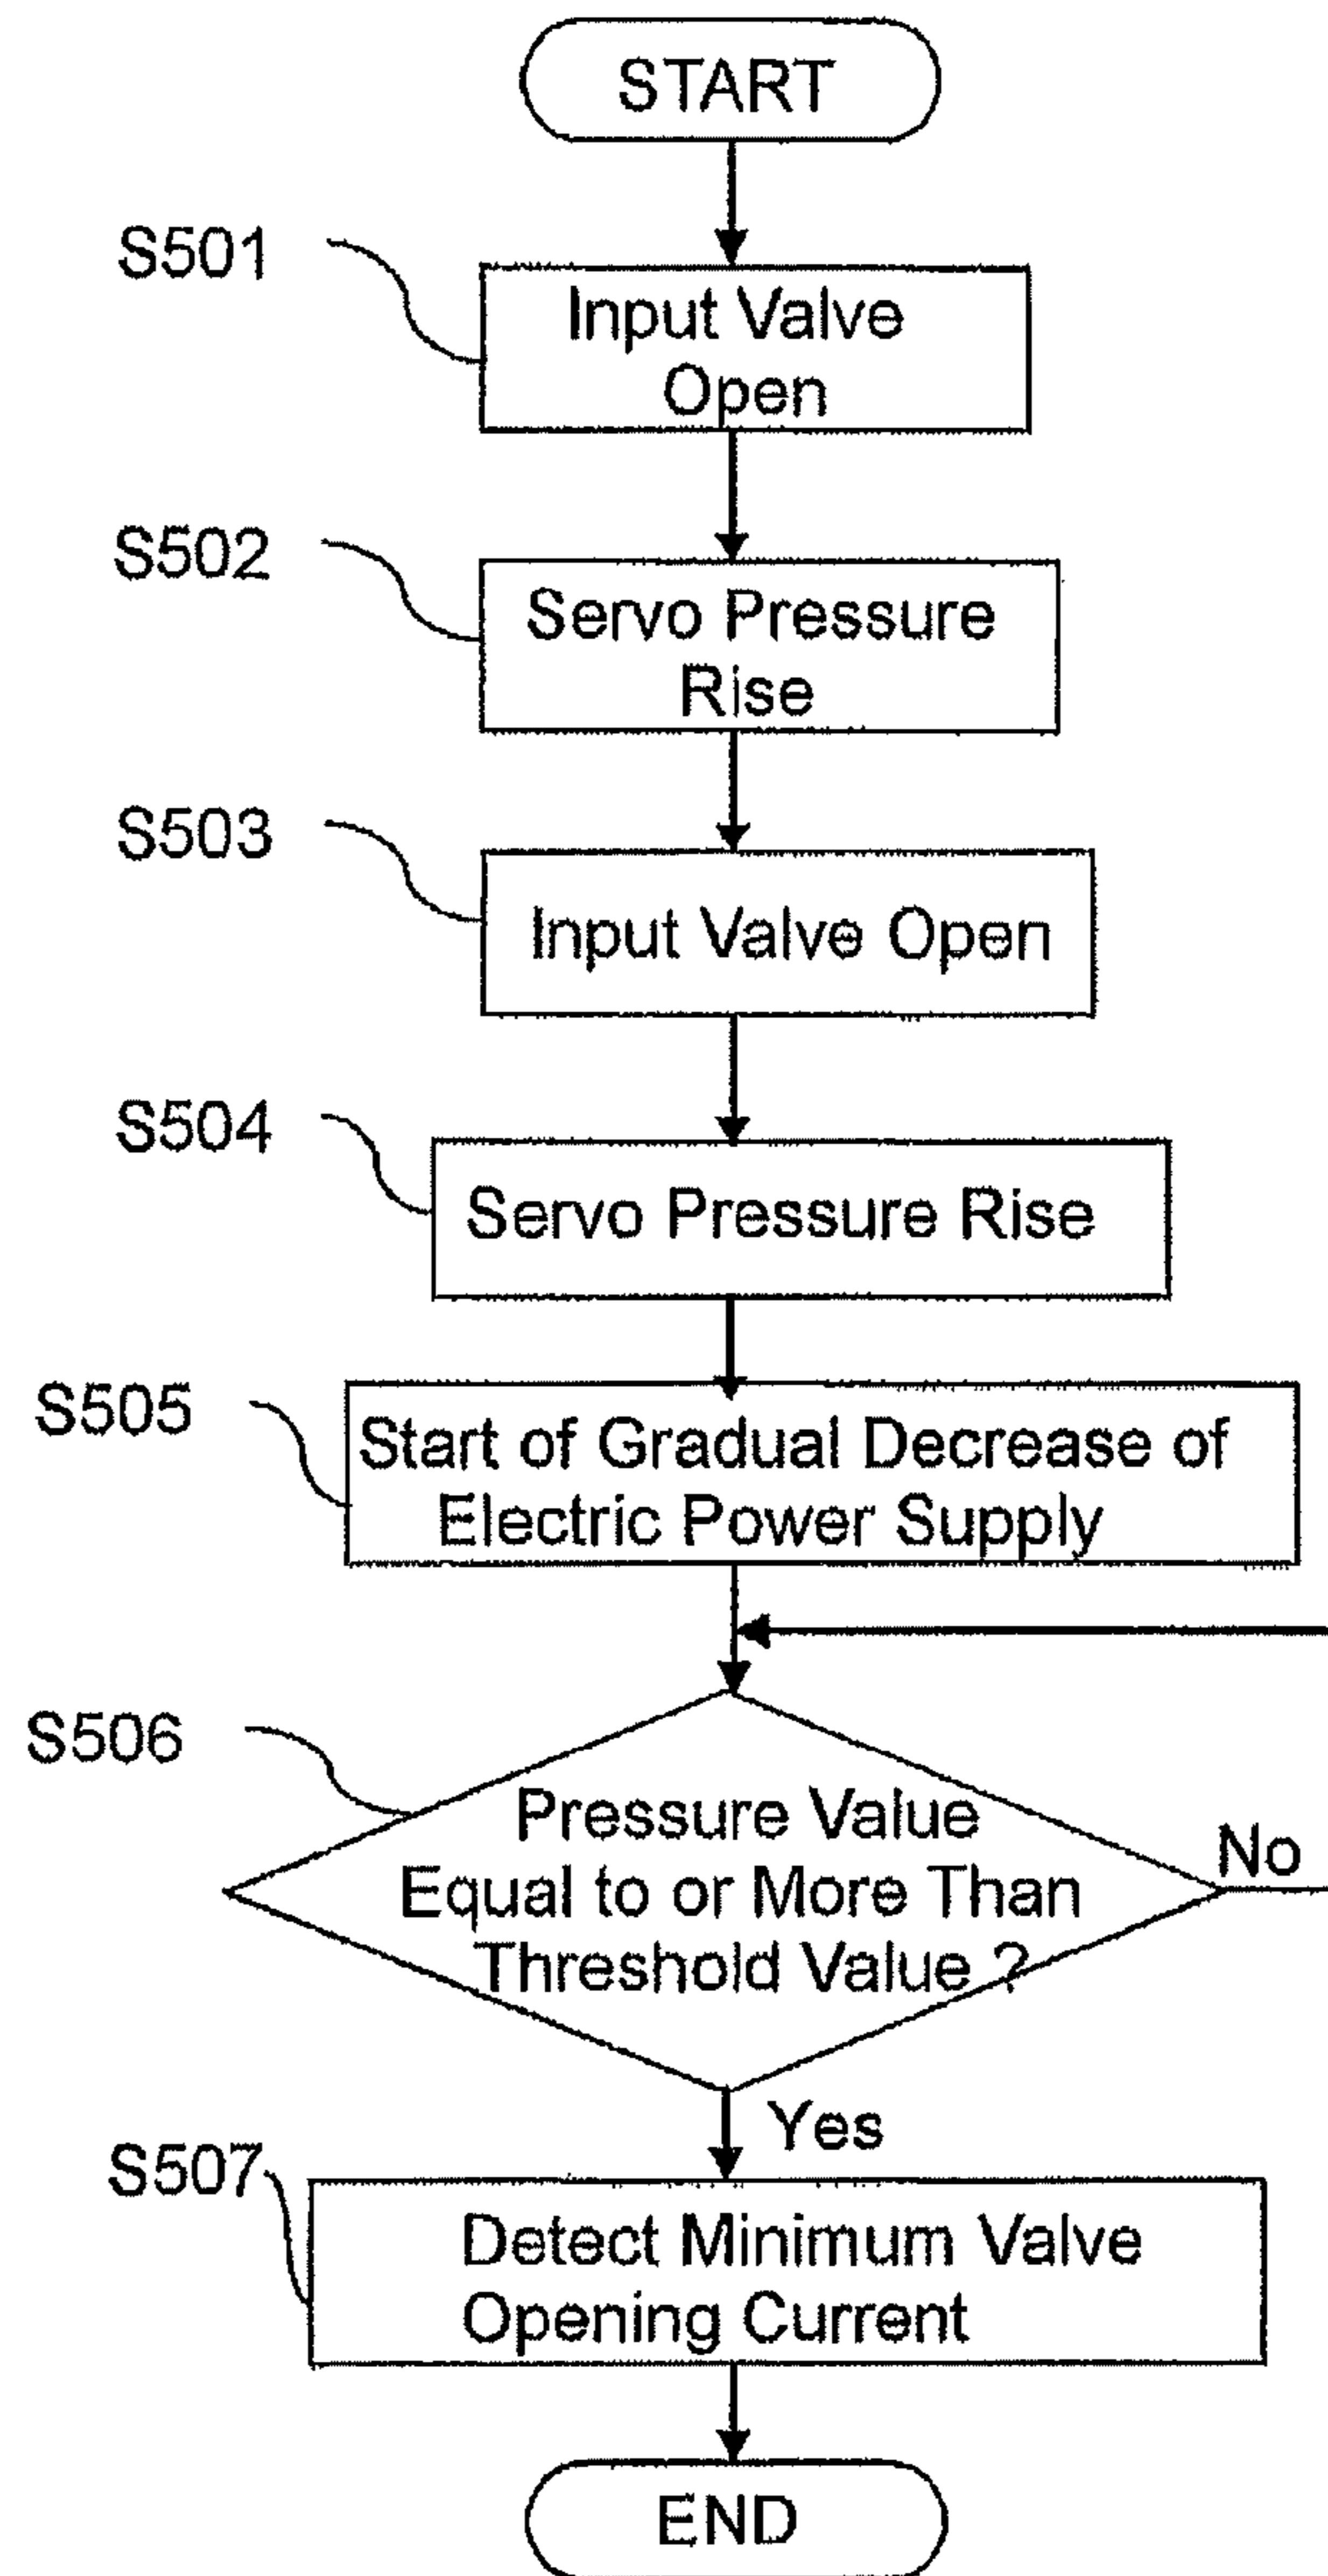 START
S501
Input Valve
Open
S502
Servo Pressure
Rise
S503
Input Valve Open
S504
Servo Pressure Rise
S505
Start of Gradual Decrease of
Electric Power Supply
S506
Pressure Value
Equal to or More Than
Threshold Value ?
No
Yes
S507
Detect Minimum Valve
Opening Current
END